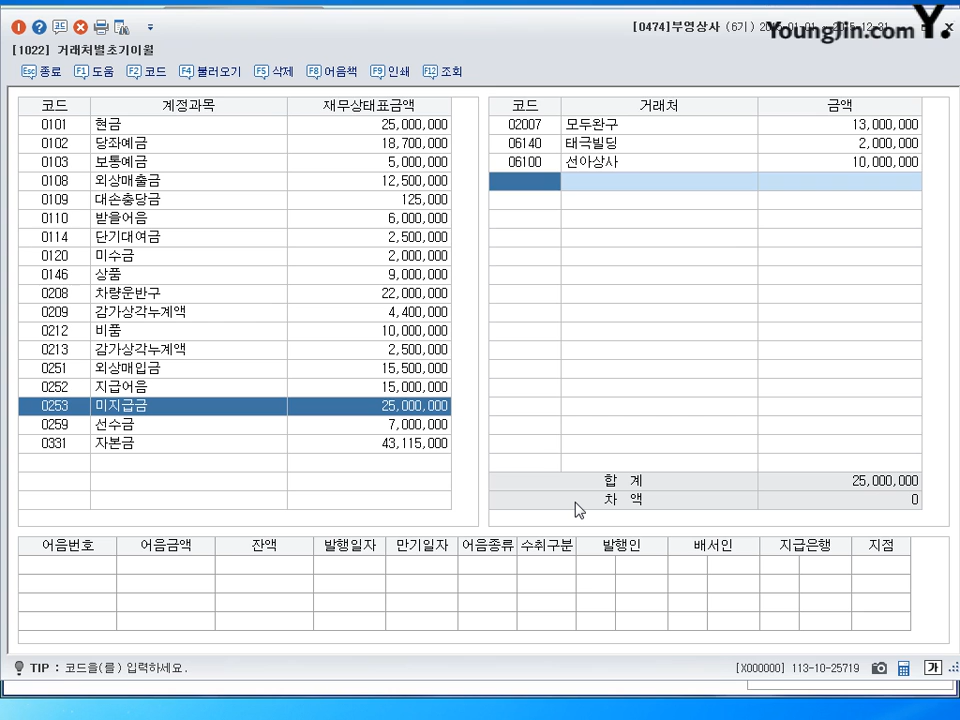 [0474]부영상사 (6기) 2015-01-01 ~ 2015-12-31
YoungJin.com Y.
[1022] 거래처별초기이월
Esc 종료 F1 도움 F2 코드 F4 불러오기 F5 삭제 F8 어음책 F9 인쇄 F12 조회
코드 계정과목 재무상태표금액
0101 현금 25,000,000
0102 당좌예금 18,700,000
0103 보통예금 5,000,000
0108 외상매출금 12,500,000
0109 대손충당금 125,000
0110 받을어음 6,000,000
0114 단기대여금 2,500,000
0120 미수금 2,000,000
0146 상품 9,000,000
0208 차량운반구 22,000,000
0209 감가상각누계액 4,400,000
0212 비품 10,000,000
0213 감가상각누계액 2,500,000
0251 외상매입금 15,500,000
0252 지급어음 15,000,000
0253 미지급금 25,000,000
0259 선수금 7,000,000
0331 자본금 43,115,000
코드 거래처 금액
02007 모두완구 13,000,000
06140 태극빌딩 2,000,000
06100 선아상사 10,000,000
합 계 25,000,000
차 액 0
어음번호 어음금액 잔액 발행일자 만기일자 어음종류 수취구분 발행인 배서인 지급은행 지점
TIP : 코드을(를) 입력하세요.
[X000000] 113-10-25719 가